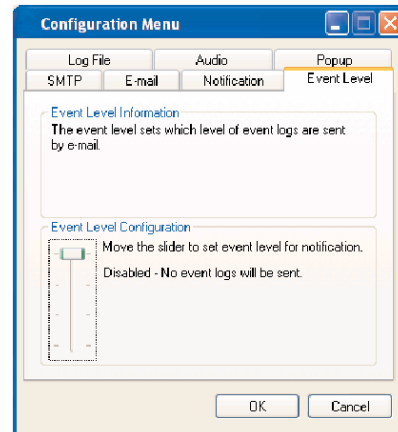 Configuration Menu
Log File Audio Popup
SMTP E-mail Notification Event Level
Event Level Information
The event level sets which level of event logs are sent
by e-mail.
Event Level Configuration
Move the slider to set event level for notification.
Disabled - No event logs will be sent.
OK Cancel